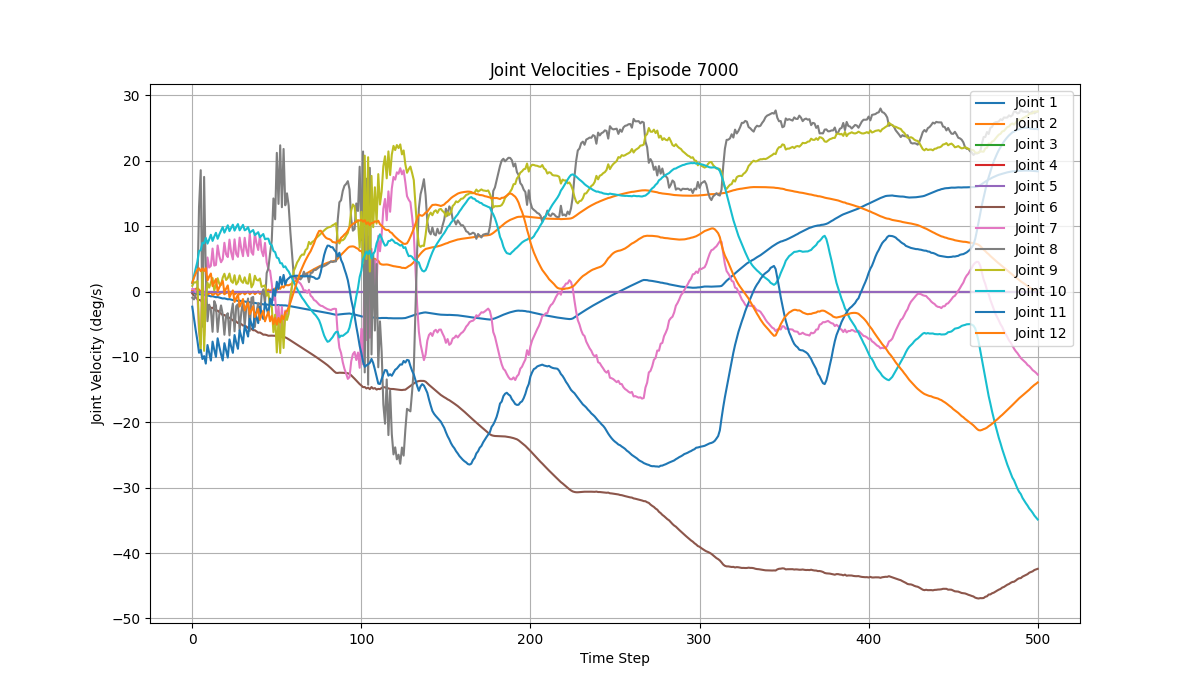 Joint Velocities - Episode 7000
Joint Velocity (deg/s)
30
20
10
0
−10
−20
−30
−40
−50
0 100 200 300 400 500
Time Step
Joint 1
Joint 2
Joint 3
Joint 4
Joint 5
Joint 6
Joint 7
Joint 8
Joint 9
Joint 10
Joint 11
Joint 12